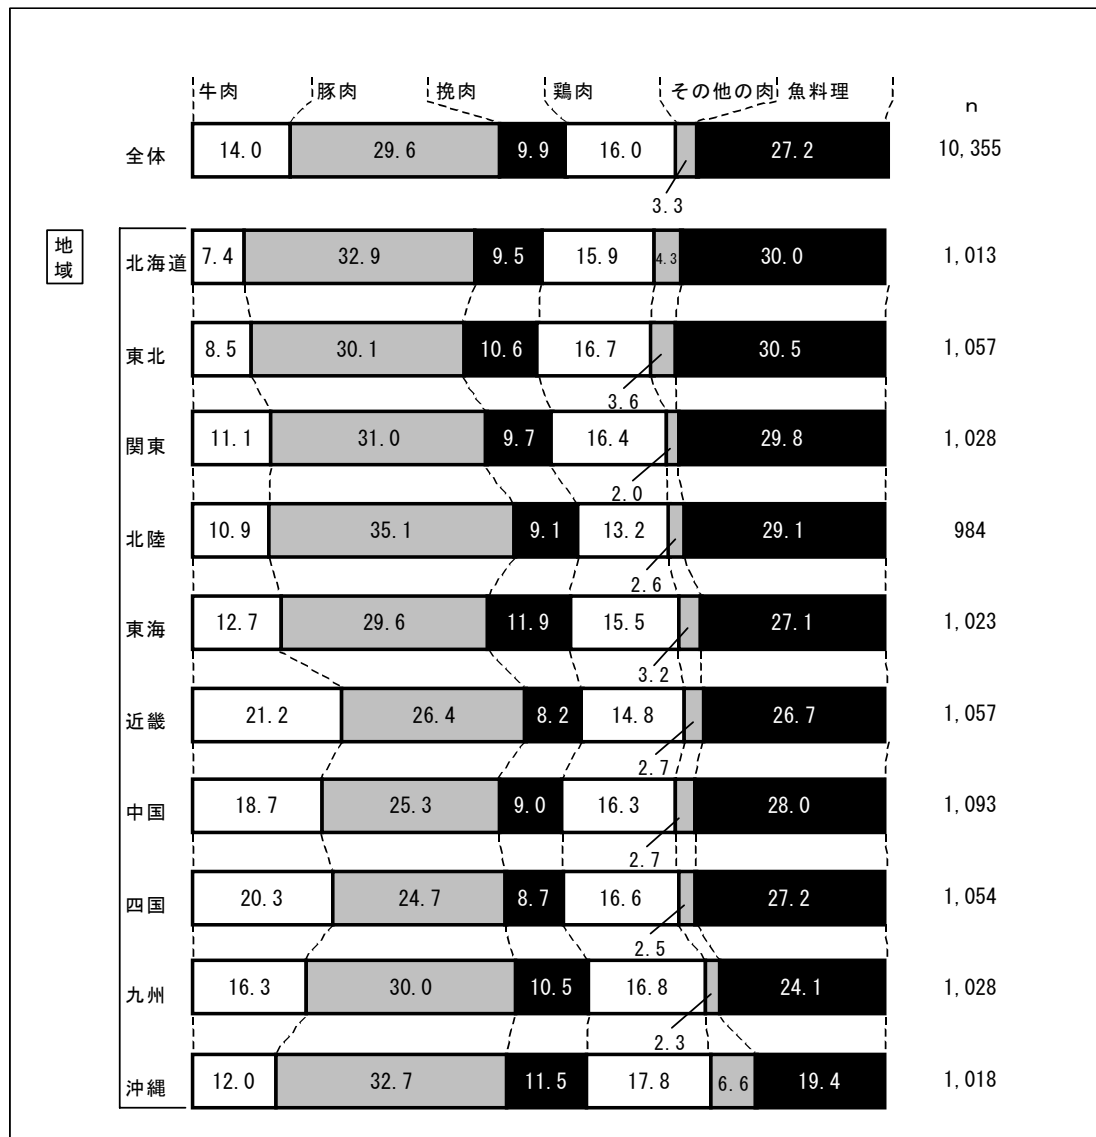 牛肉 豚肉 挽肉 鶏肉 その他の肉 魚料理 n
全体 14.0 29.6 9.9 16.0 3.3 27.2 10,355
地域
北海道 7.4 32.9 9.5 15.9 4.3 30.0 1,013
東北 8.5 30.1 10.6 16.7 3.6 30.5 1,057
関東 11.1 31.0 9.7 16.4 2.0 29.8 1,028
北陸 10.9 35.1 9.1 13.2 2.6 29.1 984
東海 12.7 29.6 11.9 15.5 3.2 27.1 1,023
近畿 21.2 26.4 8.2 14.8 2.7 26.7 1,057
中国 18.7 25.3 9.0 16.3 2.7 28.0 1,093
四国 20.3 24.7 8.7 16.6 2.5 27.2 1,054
九州 16.3 30.0 10.5 16.8 2.3 24.1 1,028
沖縄 12.0 32.7 11.5 17.8 6.6 19.4 1,018